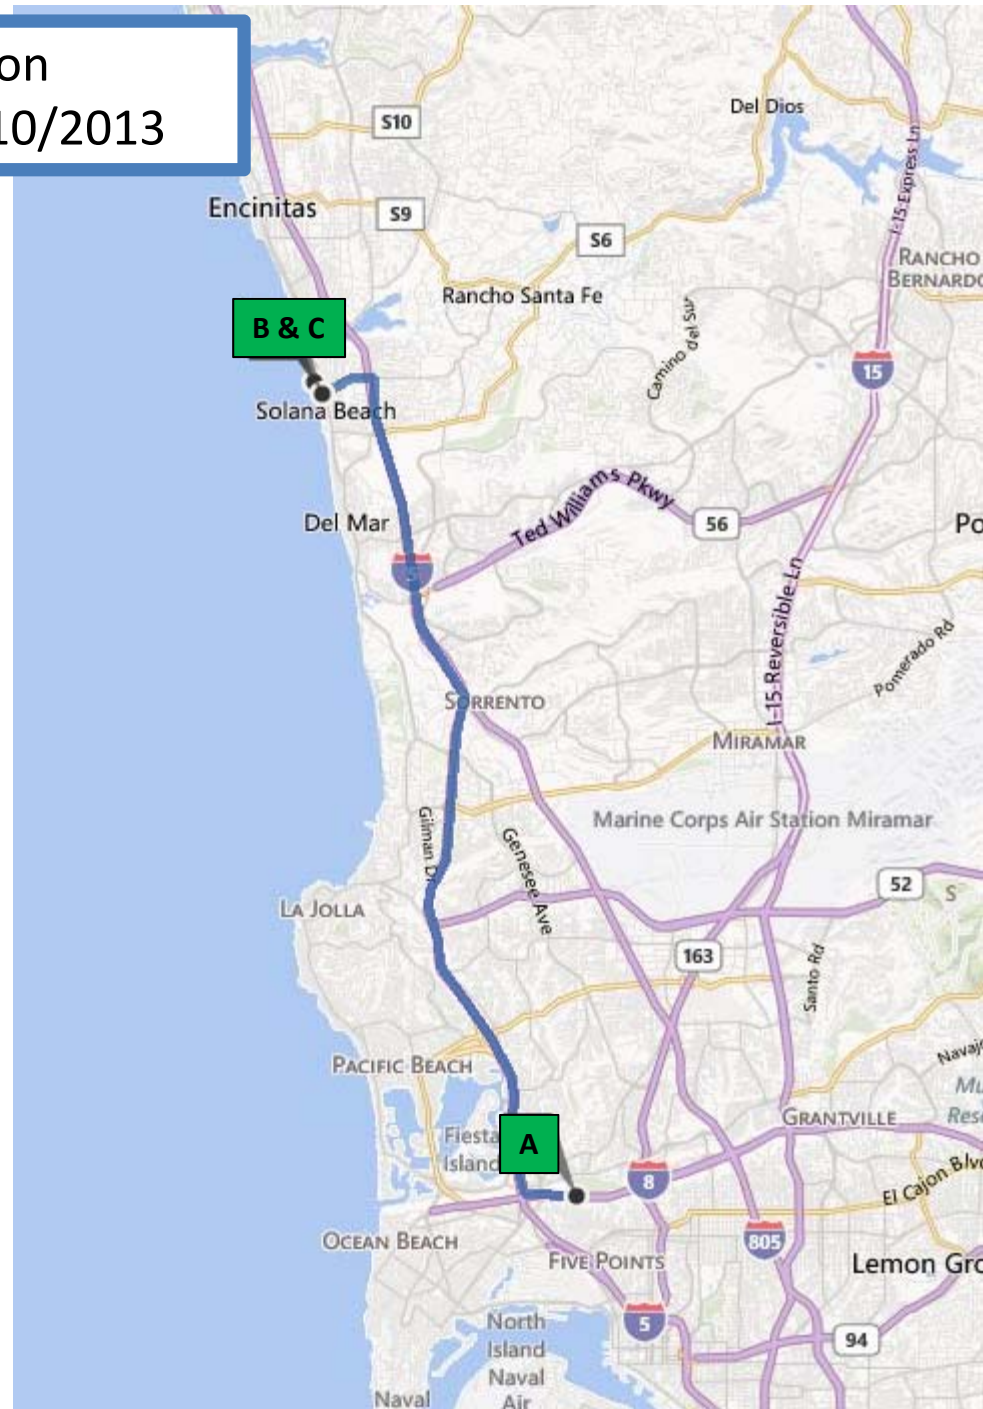 on
10/2013
Del Dios
S10
I-15 Express Ln
Encinitas
S9
S6
RANCHO
BERNARDO
Rancho Santa Fe
B & C
Camino del Sur
15
Solana Beach
Ted Williams Pkwy
56
Del Mar
Po
5
I-15 Reversible Ln
Pomerado Rd
SORRENTO
MIRAMAR
Gilman Dr
Genesee Ave
Marine Corps Air Station Miramar
52
S
LA JOLLA
163
Santo Rd
Navajo
PACIFIC BEACH
Mu
Rese
GRANTVILLE
Fiesta
Island
A
8
El Cajon Blvd
OCEAN BEACH
805
FIVE POINTS
Lemon Gro
North
Island
Naval
Air
5
94
Naval